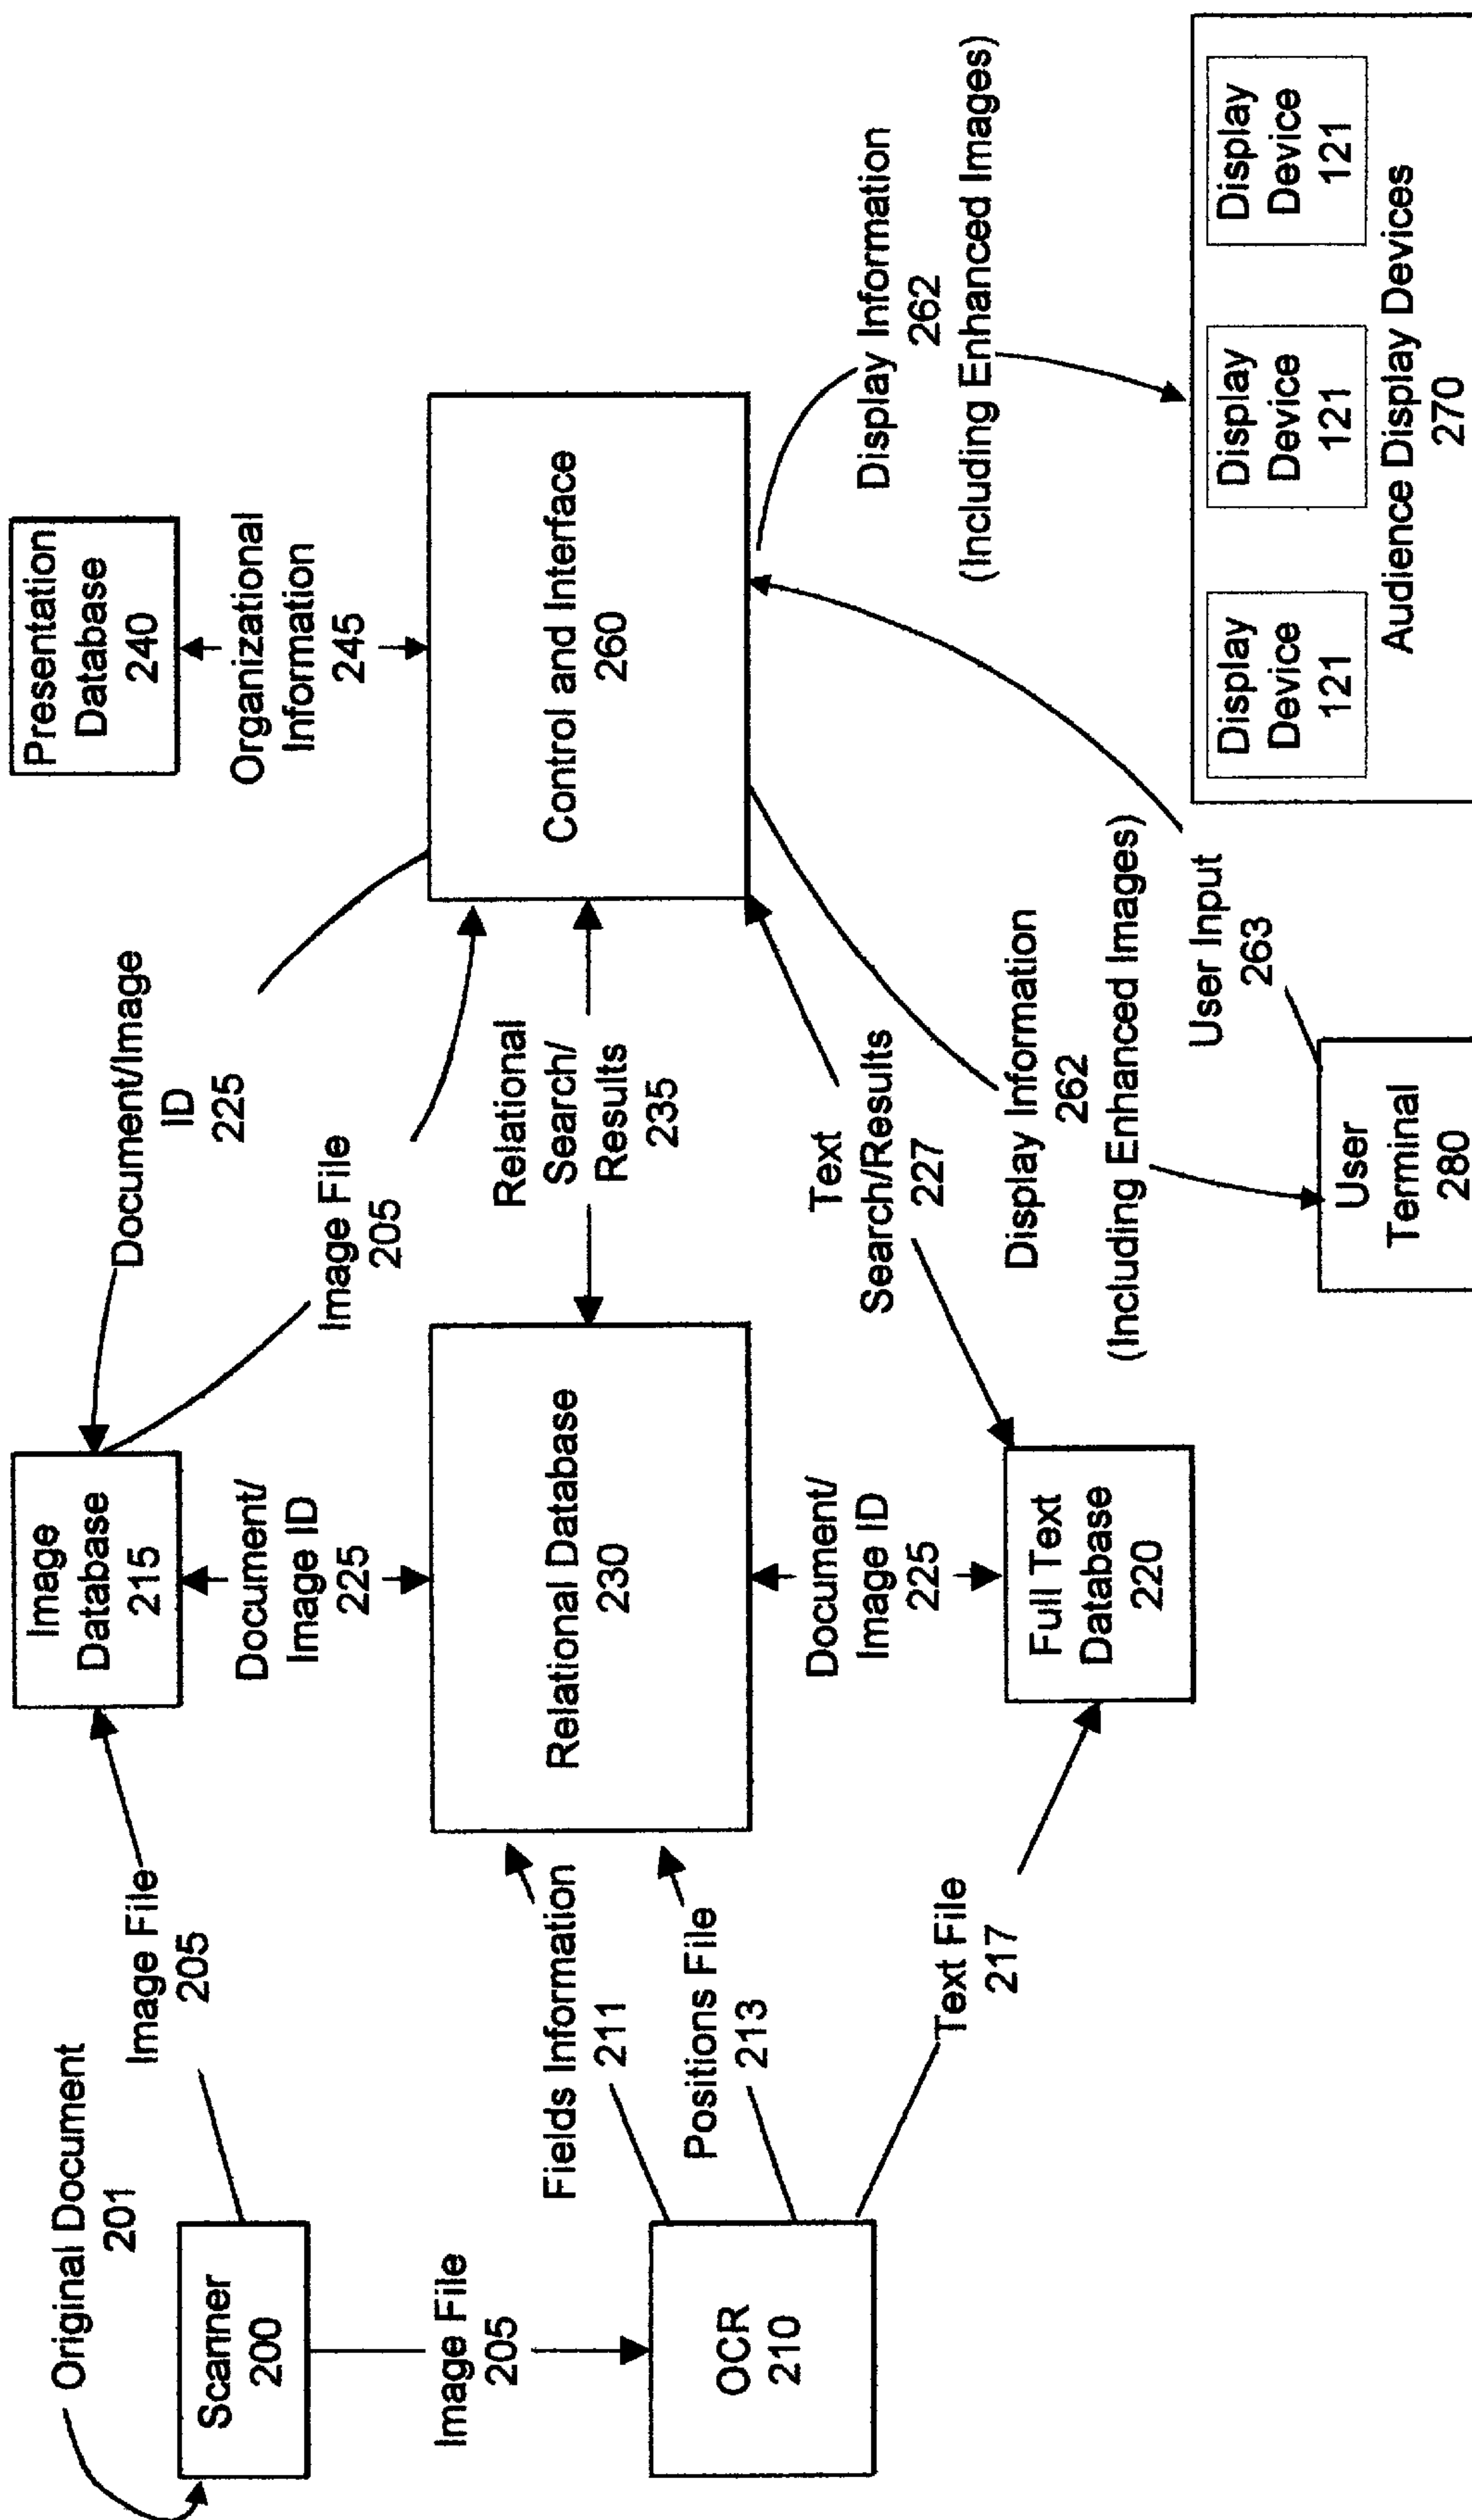 Original Document
201
Scanner
200
Image File
205
Image File
205
OCR
210
Fields Information
211
Positions File
213
Text File
217
Image
Database
215
Document/
Image ID
225
Relational Database
230
Document/
Image ID
225
Full Text
Database
220
Document/Image
ID
225
Image File
205
Relational
Search/
Results
235
Text
Search/Results
227
Presentation
Database
240
Organizational
Information
245
Control and Interface
260
Display Information
262
(Including Enhanced Images)
User Input
263
User
Terminal
280
Display Information
262
(Including Enhanced Images)
Display
Device
121
Display
Device
121
Display
Device
121
Audience Display Devices
270